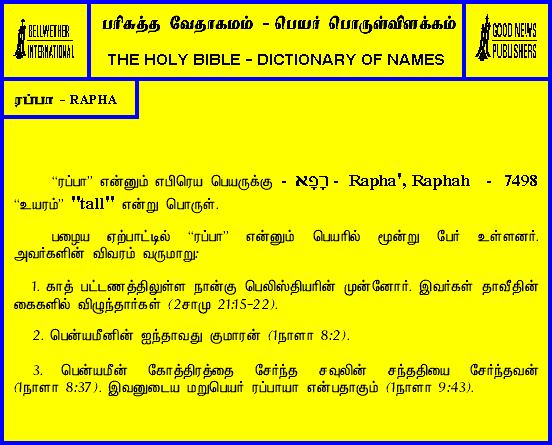 BELLWETHER
INTERNATIONAL
பரிசுத்த வேதாகமம் - பெயர் பொருள்விளக்கம்
THE HOLY BIBLE - DICTIONARY OF NAMES
GOOD NEWS
PUBLISHERS
ரப்பா - RAPHA
“ரப்பா” என்னும் எபிரெய பெயருக்கு - רָפָא - Rapha', Raphah - 7498
“உயரம்” "tall" என்று பொருள்.
பழைய ஏற்பாட்டில் “ரப்பா” என்னும் பெயரில் மூன்று பேர் உள்ளனர்.
அவர்களின் விவரம் வருமாறு:
1. காத் பட்டணத்திலுள்ள நான்கு பெலிஸ்தியரின் முன்னோர். இவர்கள் தாவீதின்
கைகளில் விழுந்தார்கள் (2சாமு 21:15-22).
2. பென்யமீனின் ஐந்தாவது குமாரன் (1நாளா 8:2).
3. பென்யமீன் கோத்திரத்தை சேர்ந்த சவுலின் சந்ததியை சேர்ந்தவன்
(1நாளா 8:37). இவனுடைய மறுபெயர் ரப்பாயா என்பதாகும் (1நாளா 9:43).